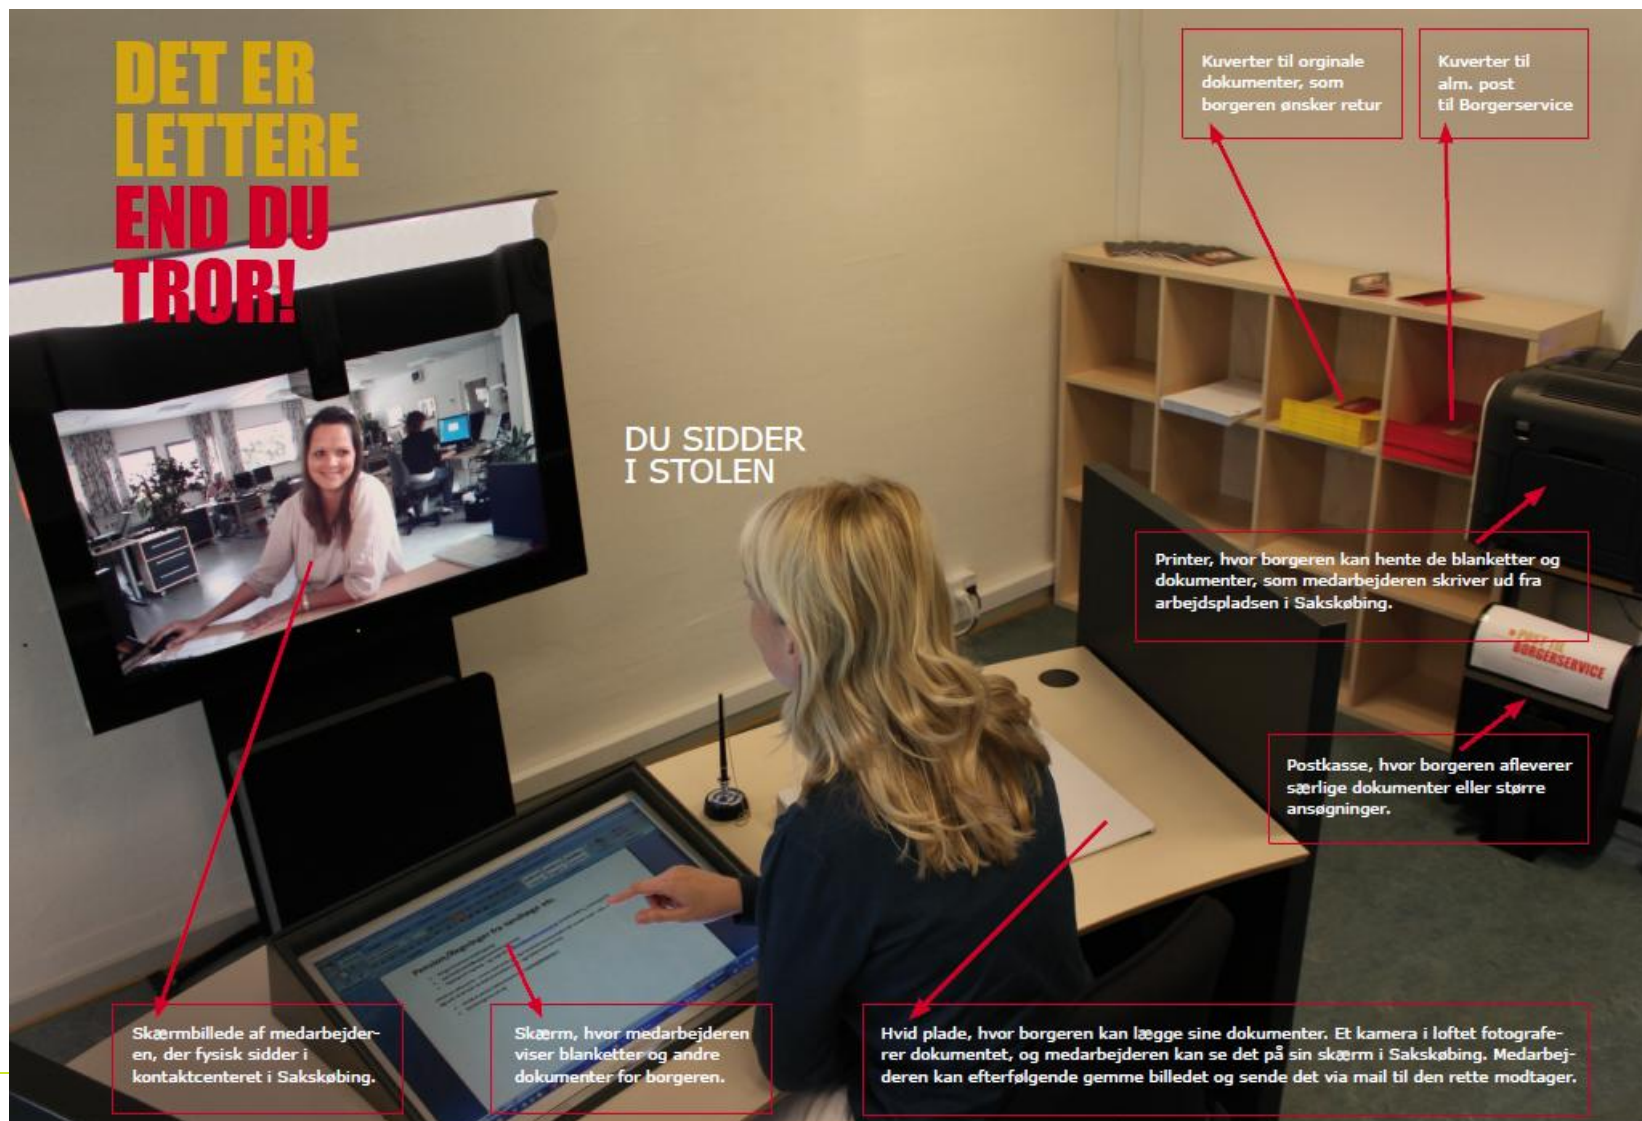 DET ER
LETTERE
END DU
TROR!
Kuverter til orginale
dokumenter, som
borgeren ønsker retur
Kuverter til
alm. post
til Borgerservice
DU SIDDER
I STOLEN
Printer, hvor borgeren kan hente de blanketter og
dokumenter, som medarbejderen skriver ud fra
arbejdspladsen i Sakskøbing.
POST TIL
BORGERSERVICE
Postkasse, hvor borgeren afleverer
særlige dokumenter eller større
ansøgninger.
Skærmbillede af medarbejder-
en, der fysisk sidder i
kontaktcenteret i Sakskøbing.
Skærm, hvor medarbejderen
viser blanketter og andre
dokumenter for borgeren.
Hvid plade, hvor borgeren kan lægge sine dokumenter. Et kamera i loftet fotografe-
rer dokumentet, og medarbejderen kan se det på sin skærm i Sakskøbing. Medarbej-
deren kan efterfølgende gemme billedet og sende det via mail til den rette modtager.